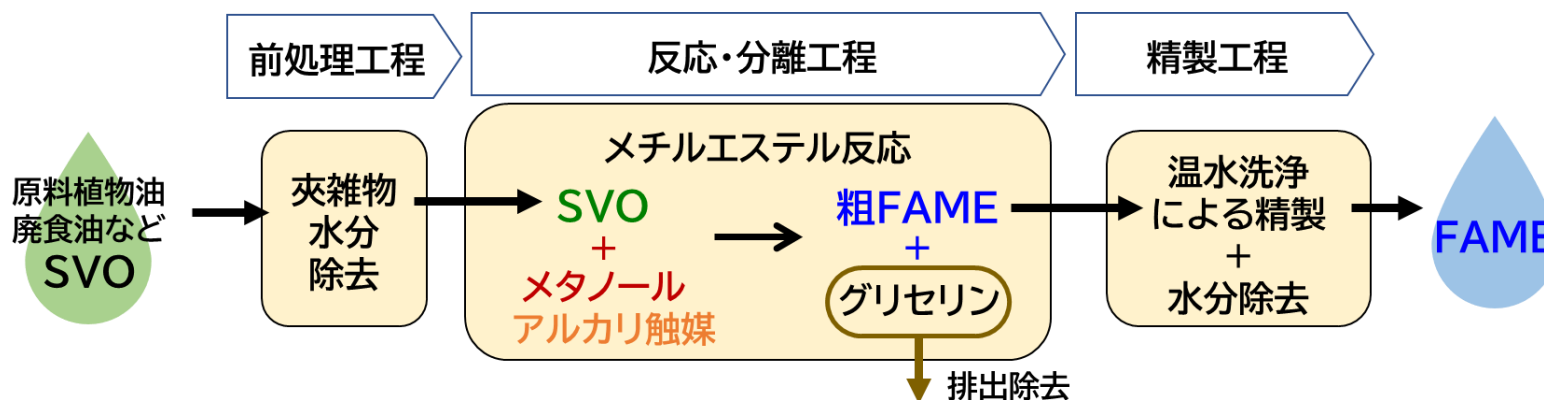 前処理工程
反応・分離工程
精製工程
原料植物油
廃食油など
SVO
夾雑物
水分
除去
メチルエステル反応
SVO
+
メタノール
アルカリ触媒
粗FAME
+
グリセリン
排出除去
温水洗浄
による精製
+
水分除去
FAME